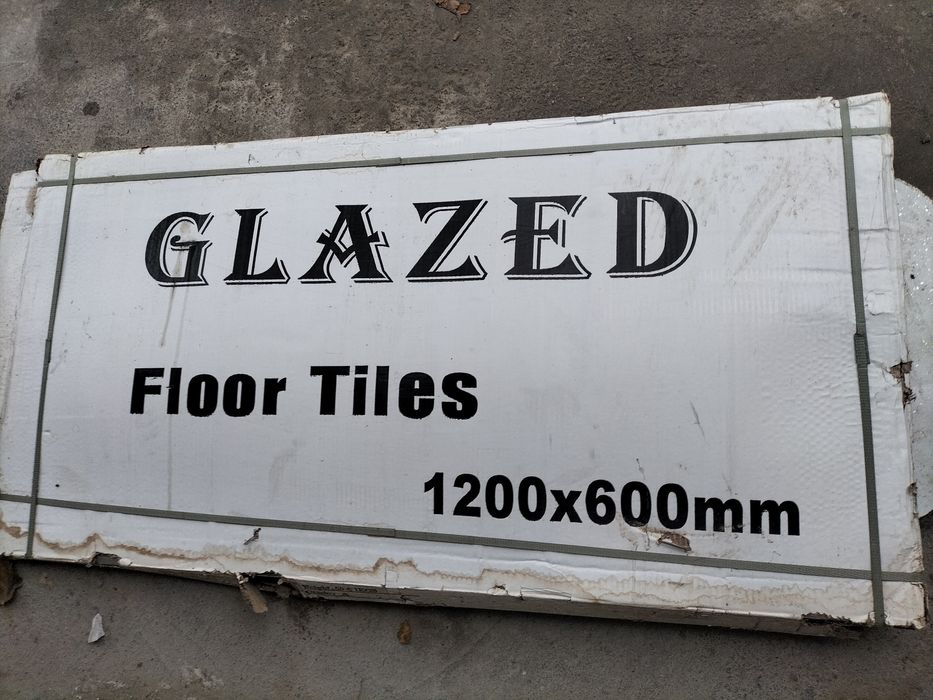 GLAZED
Floor Tiles
1200x600mm